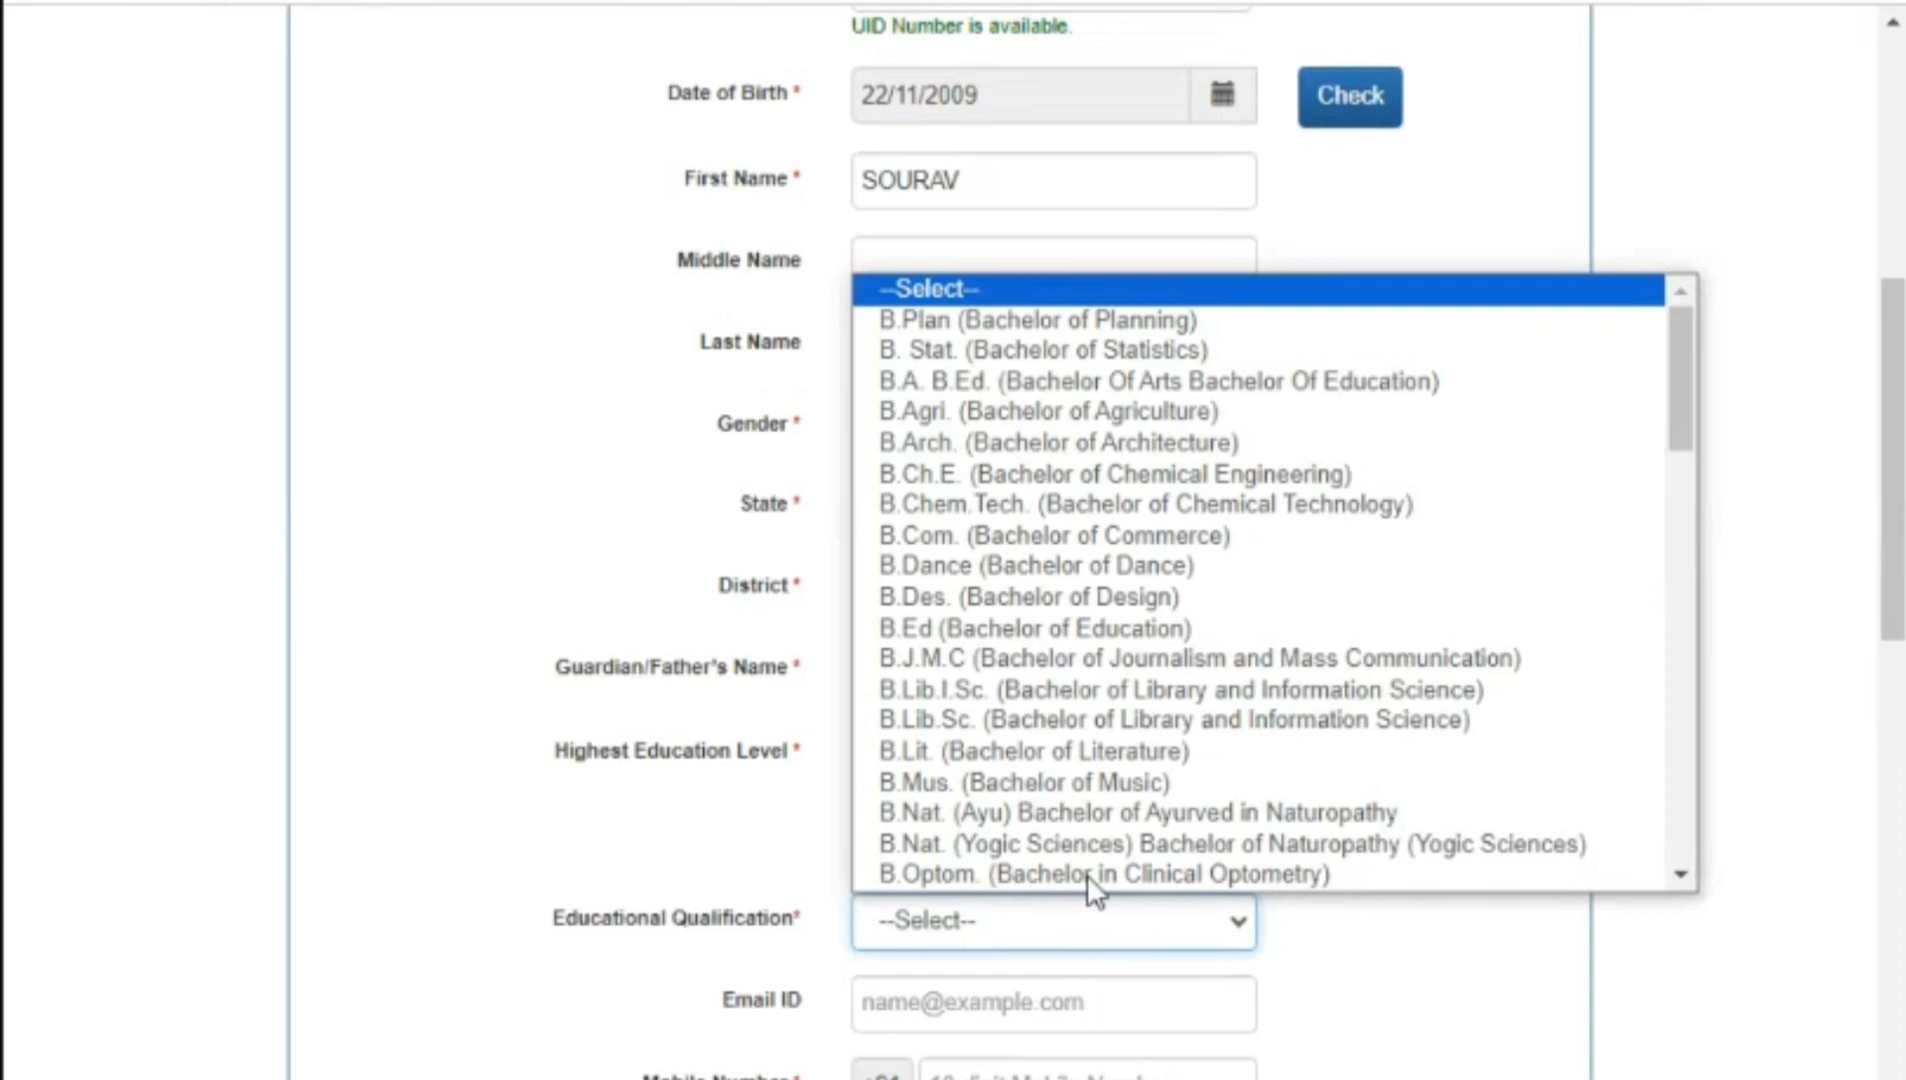 UID Number is available.
Date of Birth * 22/11/2009 Check
First Name * SOURAV
Middle Name
Last Name
Gender *
State *
District *
Guardian/Father's Name *
Highest Education Level *
--Select--
B.Plan (Bachelor of Planning)
B. Stat. (Bachelor of Statistics)
B.A. B.Ed. (Bachelor Of Arts Bachelor Of Education)
B.Agri. (Bachelor of Agriculture)
B.Arch. (Bachelor of Architecture)
B.Ch.E. (Bachelor of Chemical Engineering)
B.Chem.Tech. (Bachelor of Chemical Technology)
B.Com. (Bachelor of Commerce)
B.Dance (Bachelor of Dance)
B.Des. (Bachelor of Design)
B.Ed (Bachelor of Education)
B.J.M.C (Bachelor of Journalism and Mass Communication)
B.Lib.I.Sc. (Bachelor of Library and Information Science)
B.Lib.Sc. (Bachelor of Library and Information Science)
B.Lit. (Bachelor of Literature)
B.Mus. (Bachelor of Music)
B.Nat. (Ayu) Bachelor of Ayurved in Naturopathy
B.Nat. (Yogic Sciences) Bachelor of Naturopathy (Yogic Sciences)
B.Optom. (Bachelor in Clinical Optometry)
Educational Qualification* --Select--
Email ID name@example.com
Mobile Number *